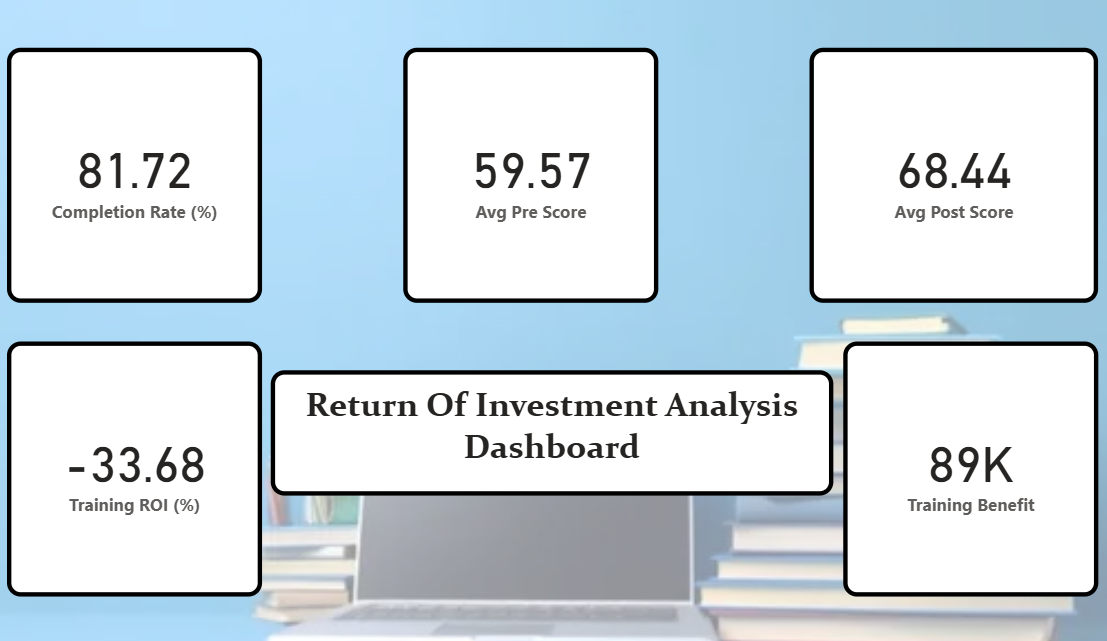 81.72
Completion Rate (%)
59.57
Avg Pre Score
68.44
Avg Post Score
-33.68
Training ROI (%)
Return Of Investment Analysis
Dashboard
89K
Training Benefit